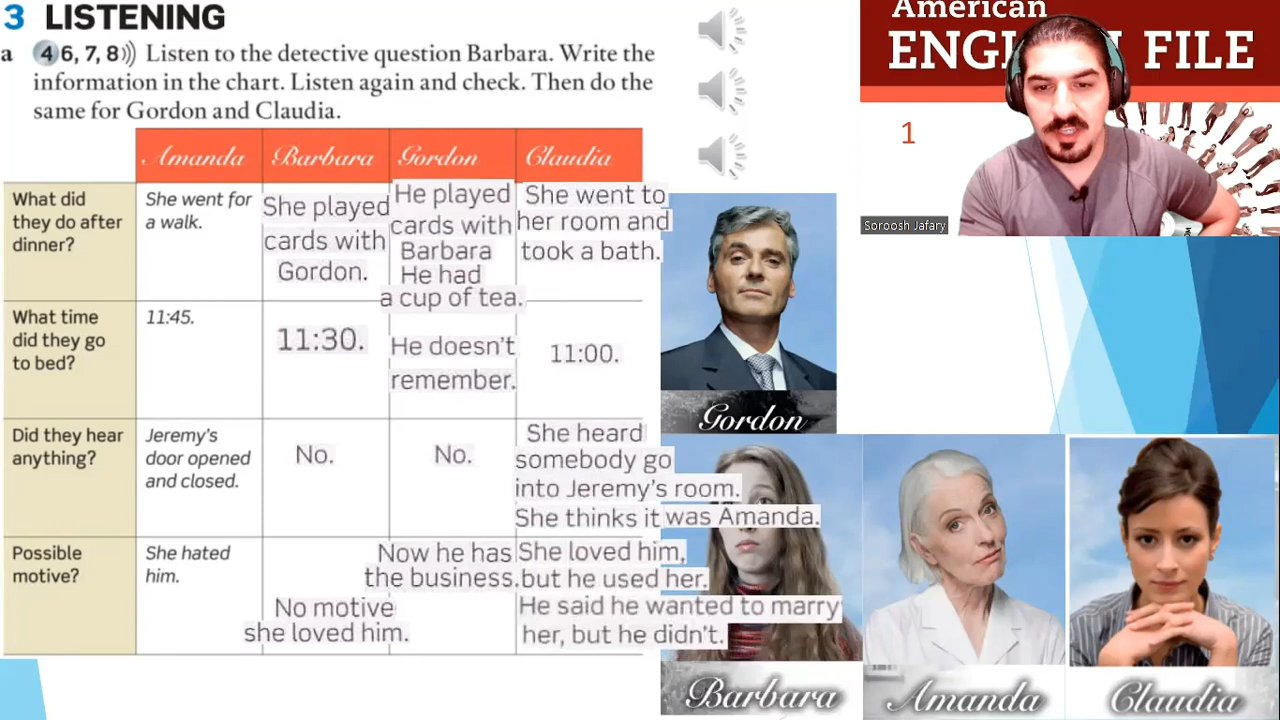 3 LISTENING
a 4 6, 7, 8)) Listen to the detective question Barbara. Write the
information in the chart. Listen again and check. Then do the
same for Gordon and Claudia.
Amanda Barbara Gordon Claudia
What did
they do after
dinner?
She went for
a walk.
She played
cards with
Gordon.
He played
cards with
Barbara
He had
a cup of tea.
She went to
her room and
took a bath.
What time
did they go
to bed?
11:45.
11:30.
He doesn't
remember.
11:00.
Did they hear
anything?
Jeremy's
door opened
and closed.
No.
No.
She heard
somebody go
into Jeremy's room.
She thinks it was Amanda.
Possible
motive?
She hated
him.
No motive
she loved him.
Now he has
the business.
She loved him,
but he used her.
He said he wanted to marry
her, but he didn't.
American
ENG FILE
1
Soroosh Jafary
Gordon
Barbara
Amanda
Claudia